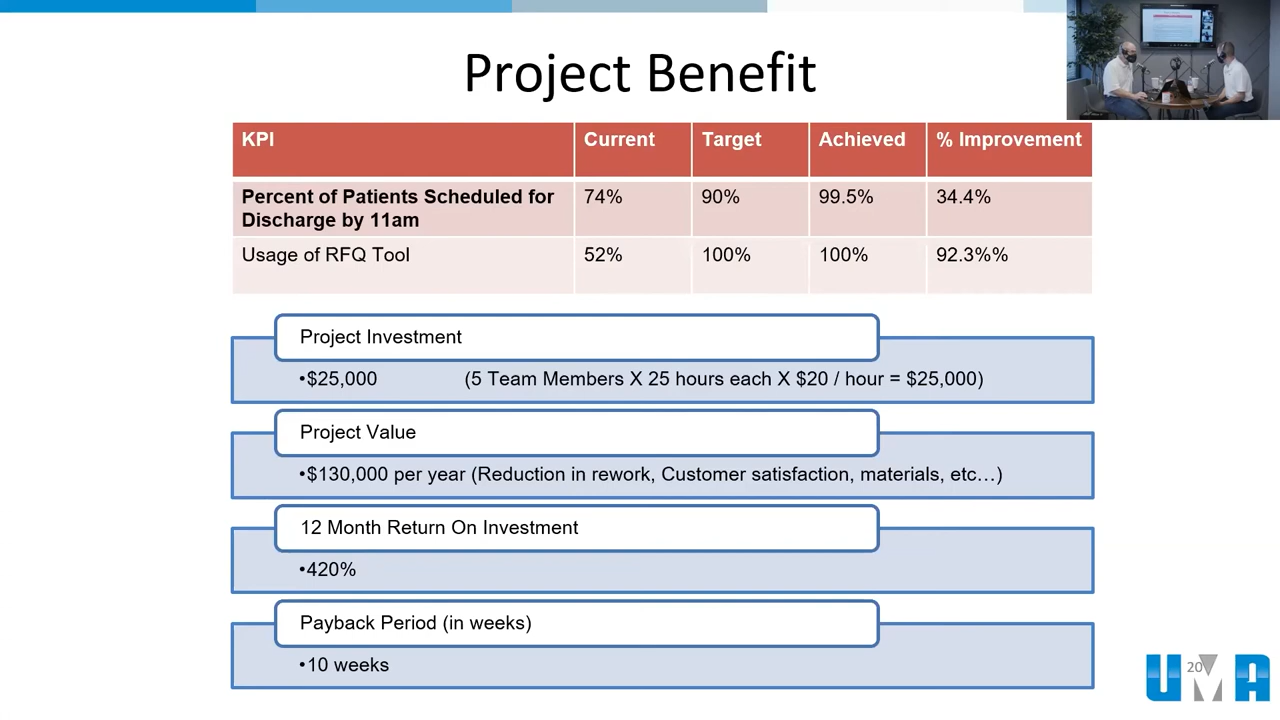 Project Benefit
KPI Current Target Achieved % Improvement
Percent of Patients Scheduled for
Discharge by 11am 74% 90% 99.5% 34.4%
Usage of RFQ Tool 52% 100% 100% 92.3%%
Project Investment
•$25,000 (5 Team Members X 25 hours each X $20 / hour = $25,000)
Project Value
•$130,000 per year (Reduction in rework, Customer satisfaction, materials, etc…)
12 Month Return On Investment
•420%
Payback Period (in weeks)
•10 weeks
20
UMA